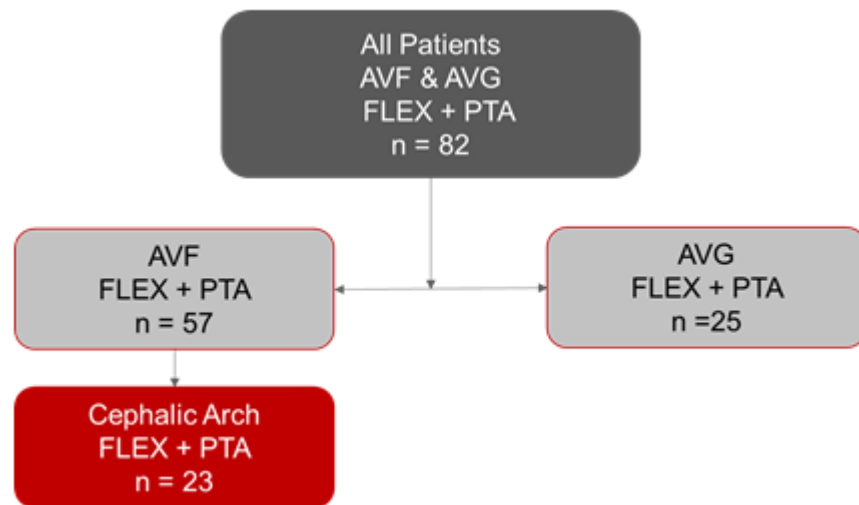 All Patients
AVF & AVG
FLEX + PTA
n = 82
AVF
FLEX + PTA
n = 57
AVG
FLEX + PTA
n =25
Cephalic Arch
FLEX + PTA
n = 23